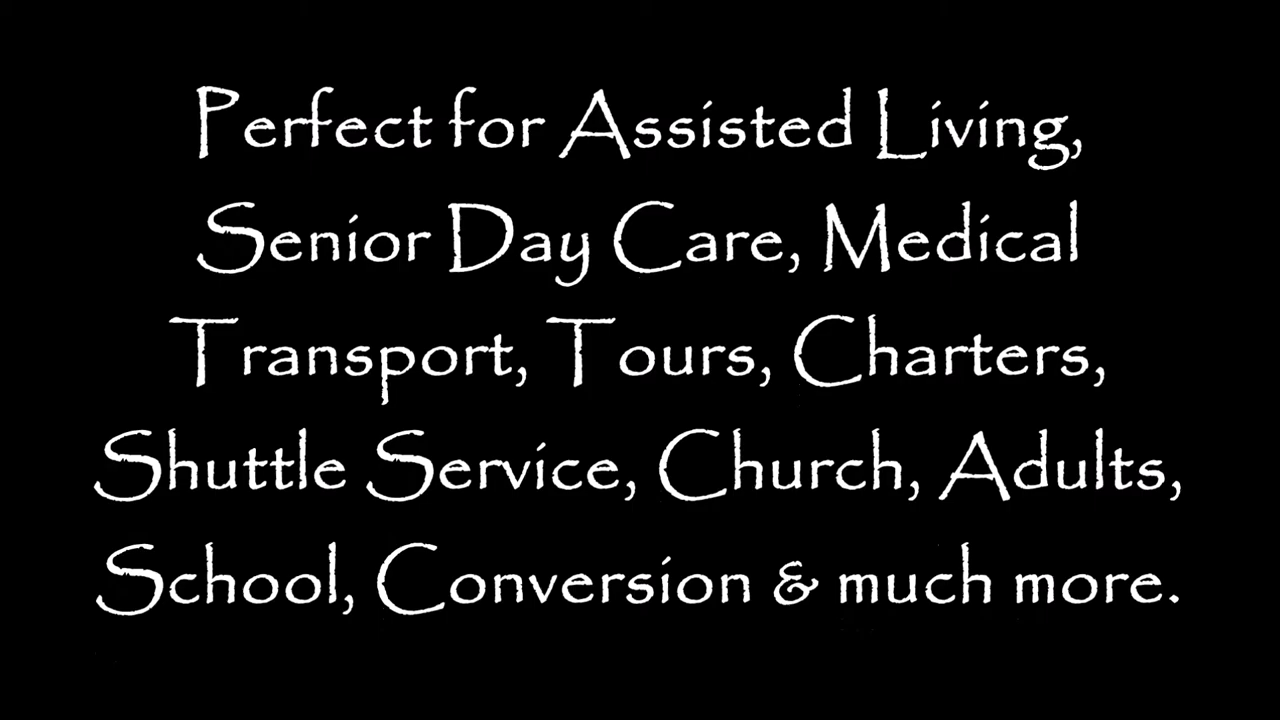 Perfect for Assisted Living,
Senior Day Care, Medical
Transport, Tours, Charters,
Shuttle Service, Church, Adults,
School, Conversion & much more.